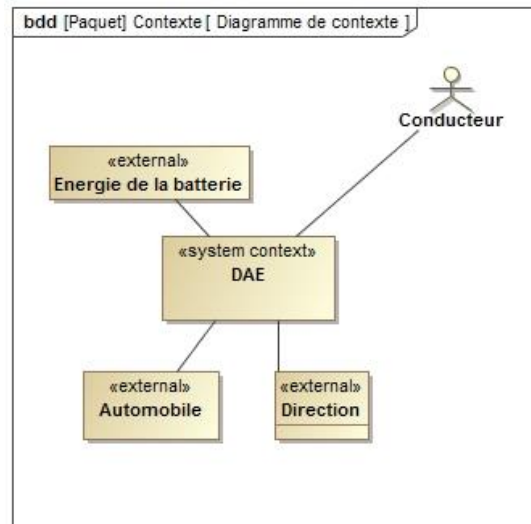 bdd [Paquet] Contexte [ Diagramme de contexte ]
Conducteur
«external»
Energie de la batterie
«system context»
DAE
«external»
Automobile
«external»
Direction